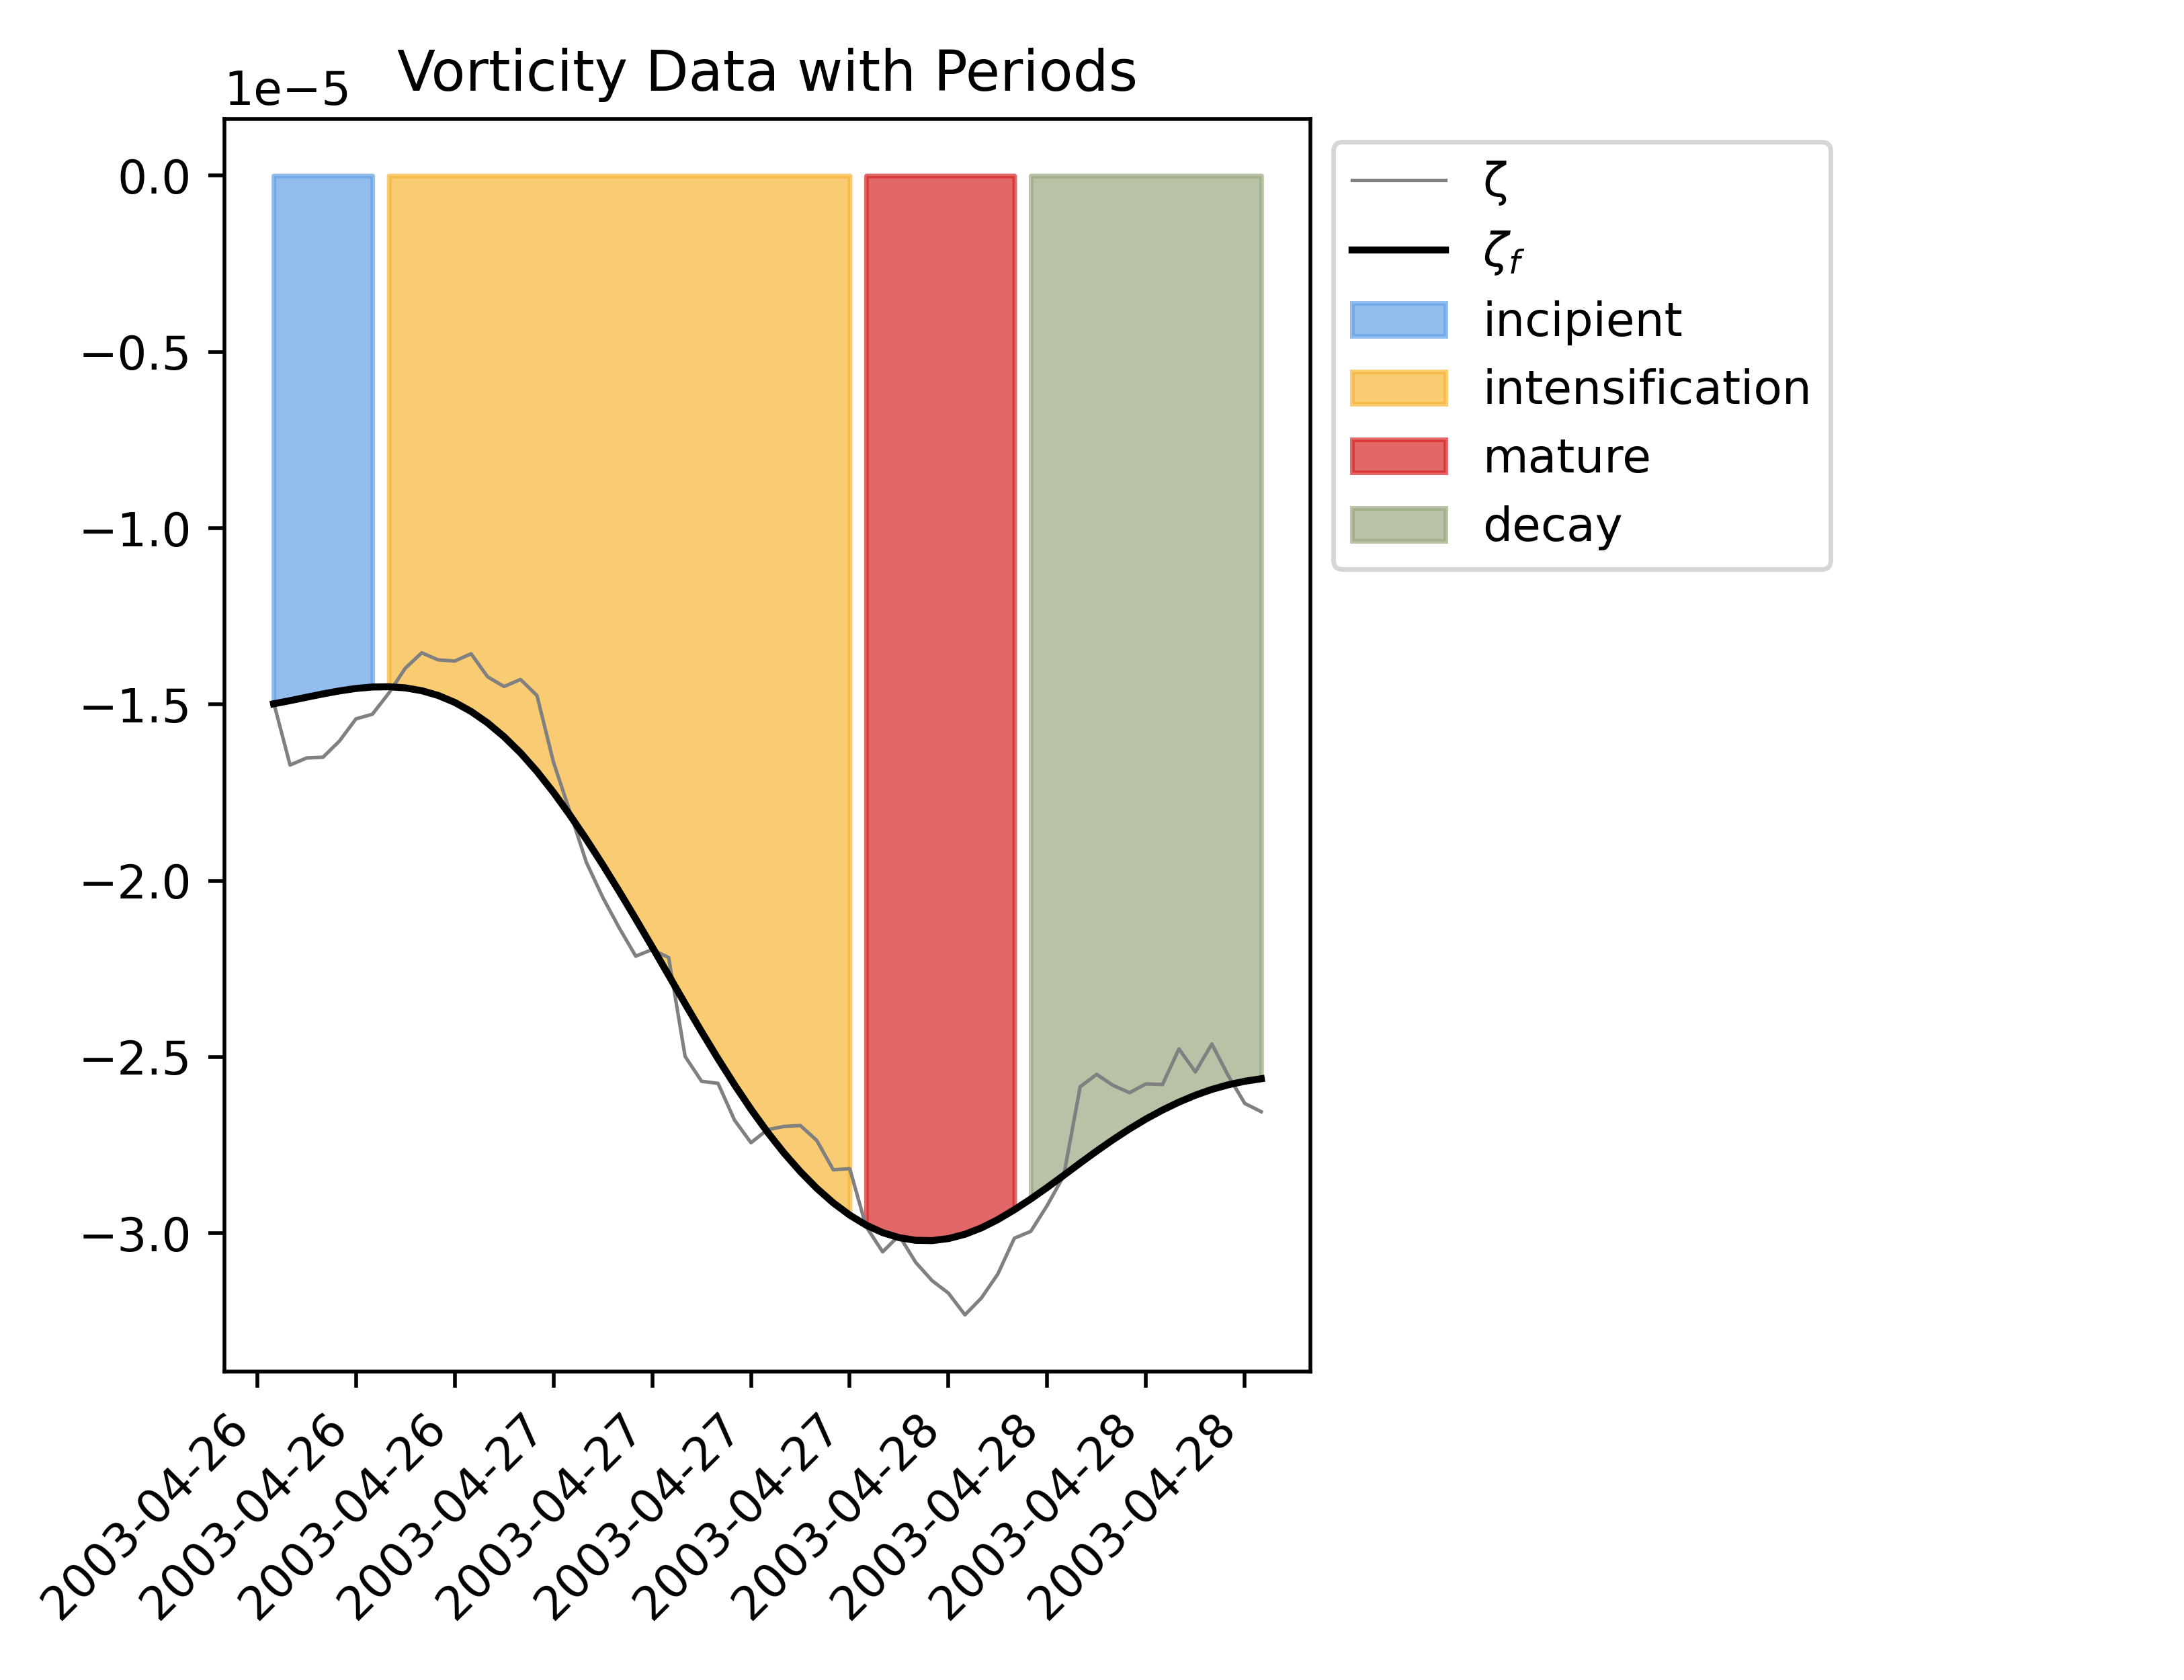 Vorticity Data with Periods
1e−5
0.0
−0.5
−1.0
−1.5
−2.0
−2.5
−3.0
2003-04-26
2003-04-26
2003-04-26
2003-04-27
2003-04-27
2003-04-27
2003-04-27
2003-04-28
2003-04-28
2003-04-28
2003-04-28
ζ
ζf
incipient
intensification
mature
decay